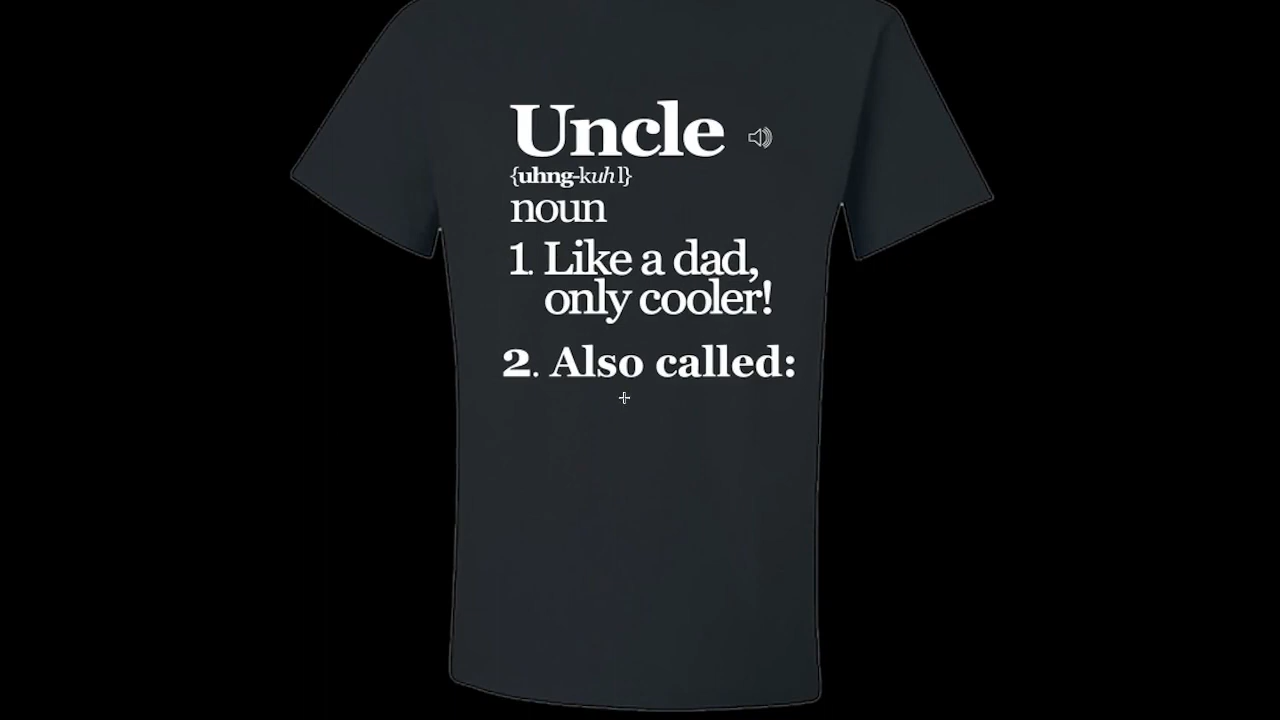 Uncle
{uhng-kuh l}
noun
1. Like a dad,
only cooler!
2. Also called: